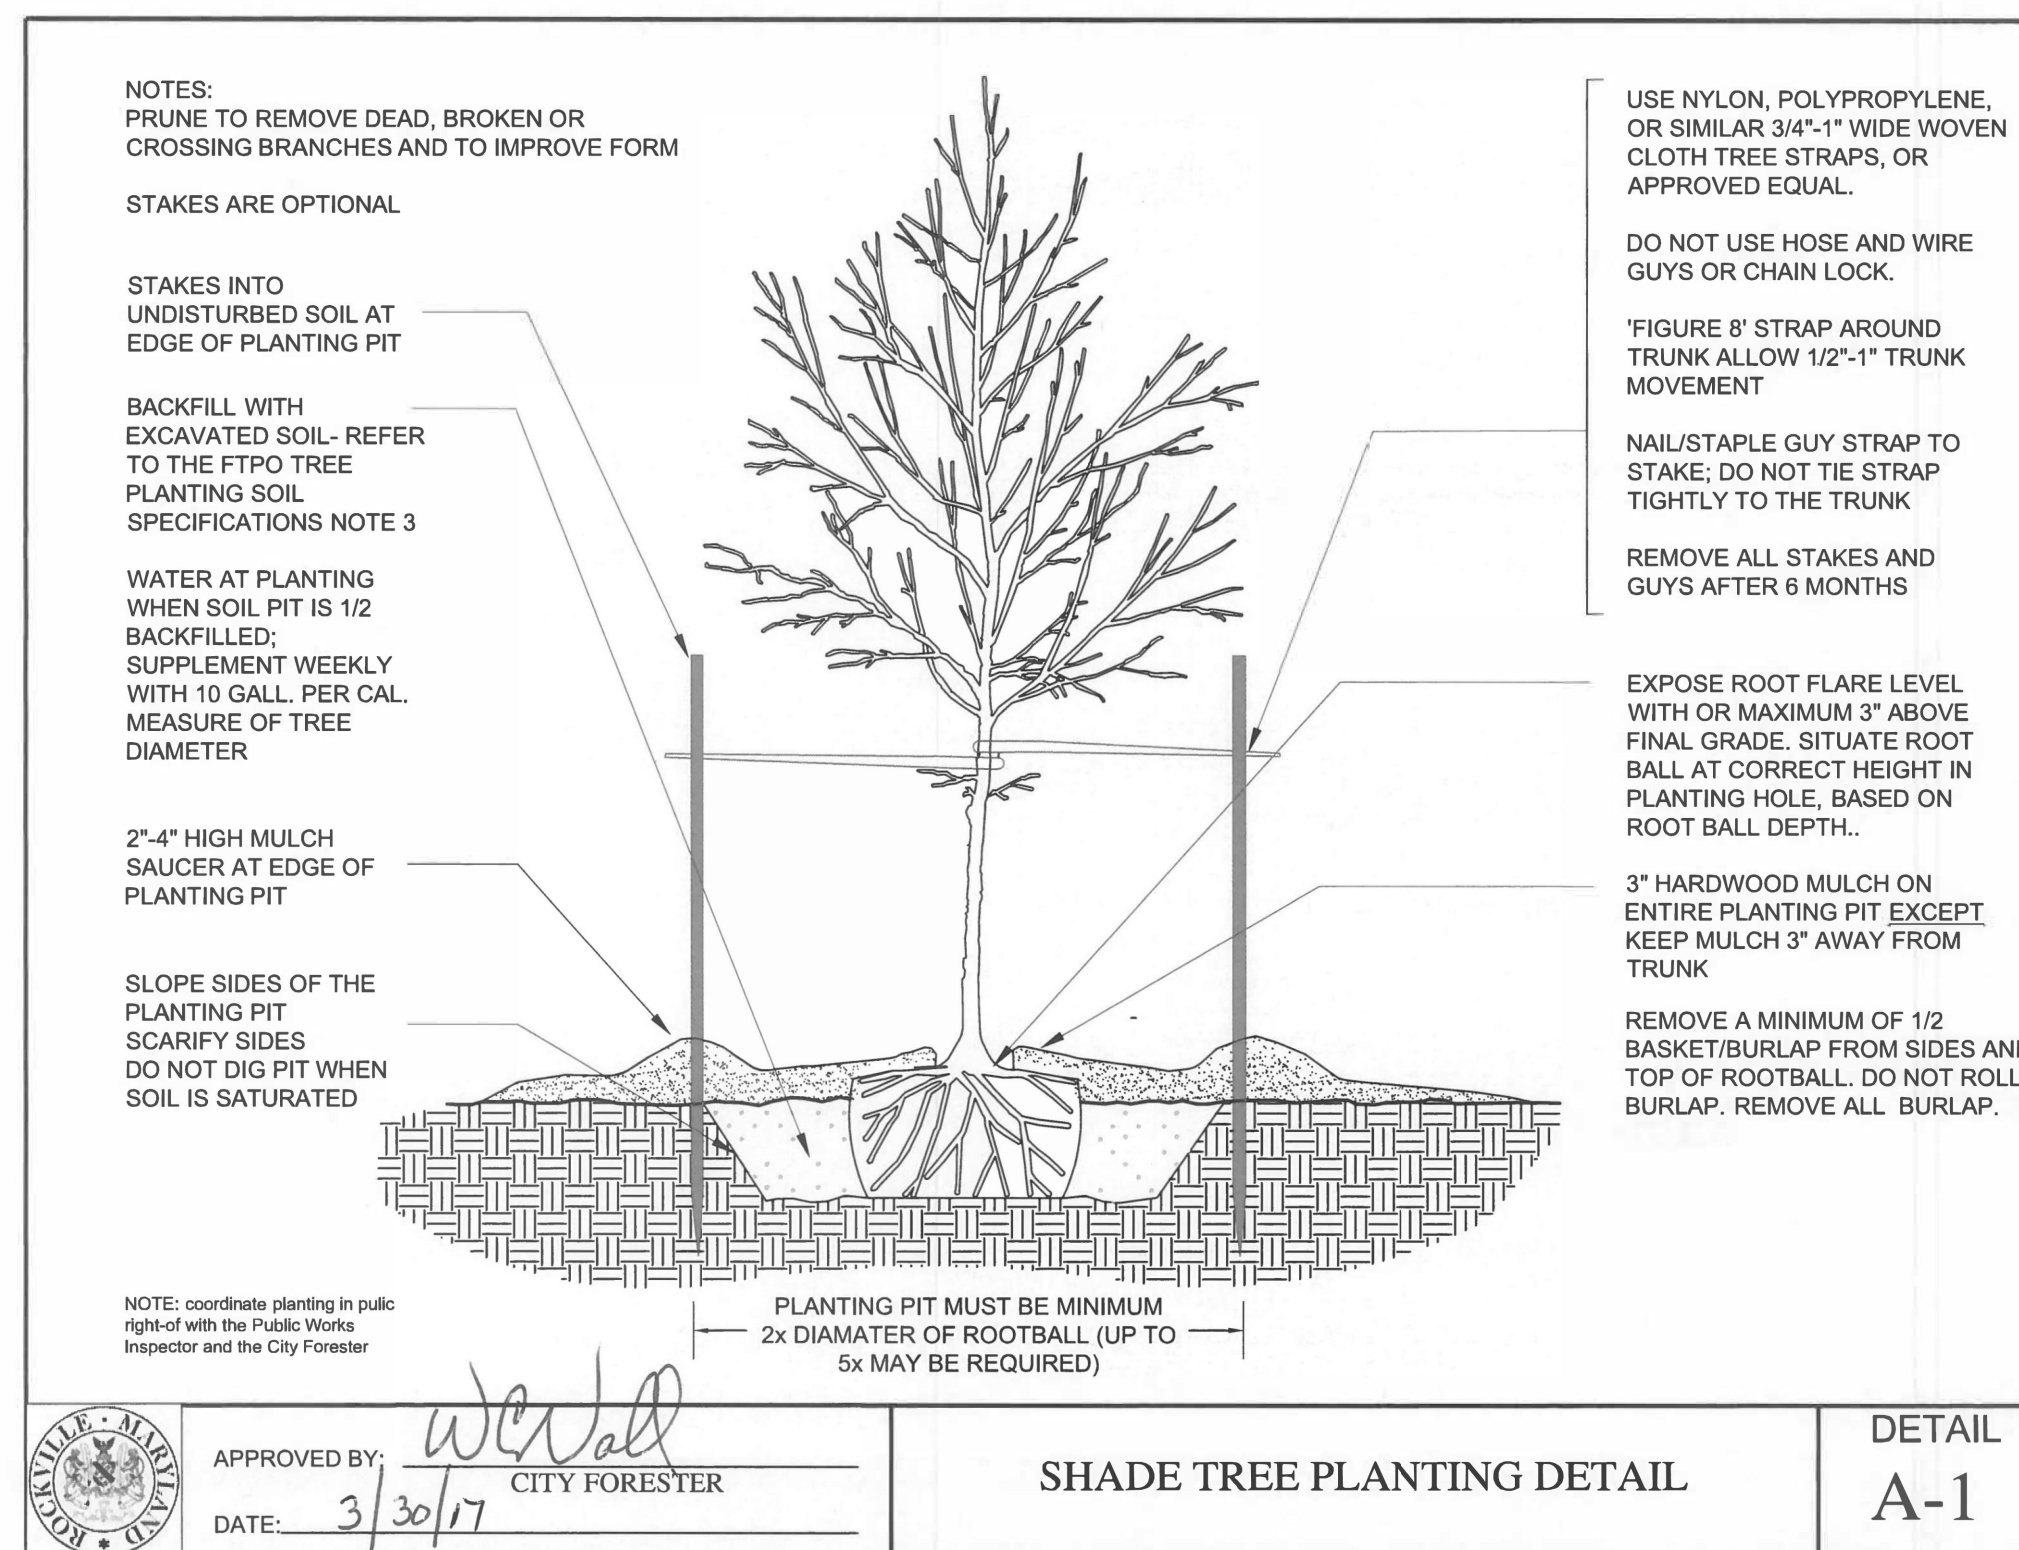 NOTES:
PRUNE TO REMOVE DEAD, BROKEN OR
CROSSING BRANCHES AND TO IMPROVE FORM
STAKES ARE OPTIONAL
STAKES INTO
UNDISTURBED SOIL AT
EDGE OF PLANTING PIT
BACKFILL WITH
EXCAVATED SOIL- REFER
TO THE FTPO TREE
PLANTING SOIL
SPECIFICATIONS NOTE 3
WATER AT PLANTING
WHEN SOIL PIT IS 1/2
BACKFILLED;
SUPPLEMENT WEEKLY
WITH 10 GALL. PER CAL.
MEASURE OF TREE
DIAMETER
2"-4" HIGH MULCH
SAUCER AT EDGE OF
PLANTING PIT
SLOPE SIDES OF THE
PLANTING PIT
SCARIFY SIDES
DO NOT DIG PIT WHEN
SOIL IS SATURATED
NOTE: coordinate planting in pulic
right-of with the Public Works
Inspector and the City Forester
USE NYLON, POLYPROPYLENE,
OR SIMILAR 3/4"-1" WIDE WOVEN
CLOTH TREE STRAPS, OR
APPROVED EQUAL.
DO NOT USE HOSE AND WIRE
GUYS OR CHAIN LOCK.
'FIGURE 8' STRAP AROUND
TRUNK ALLOW 1/2"-1" TRUNK
MOVEMENT
NAIL/STAPLE GUY STRAP TO
STAKE; DO NOT TIE STRAP
TIGHTLY TO THE TRUNK
REMOVE ALL STAKES AND
GUYS AFTER 6 MONTHS
EXPOSE ROOT FLARE LEVEL
WITH OR MAXIMUM 3" ABOVE
FINAL GRADE. SITUATE ROOT
BALL AT CORRECT HEIGHT IN
PLANTING HOLE, BASED ON
ROOT BALL DEPTH..
3" HARDWOOD MULCH ON
ENTIRE PLANTING PIT EXCEPT
KEEP MULCH 3" AWAY FROM
TRUNK
REMOVE A MINIMUM OF 1/2
BASKET/BURLAP FROM SIDES AN
TOP OF ROOTBALL. DO NOT ROLL
BURLAP. REMOVE ALL BURLAP.
PLANTING PIT MUST BE MINIMUM
2x DIAMATER OF ROOTBALL (UP TO
5x MAY BE REQUIRED)
ROCKVILLE · MARYLAND
APPROVED BY:
CITY FORESTER
DATE: 3/30/17
SHADE TREE PLANTING DETAIL
DETAIL
A-1